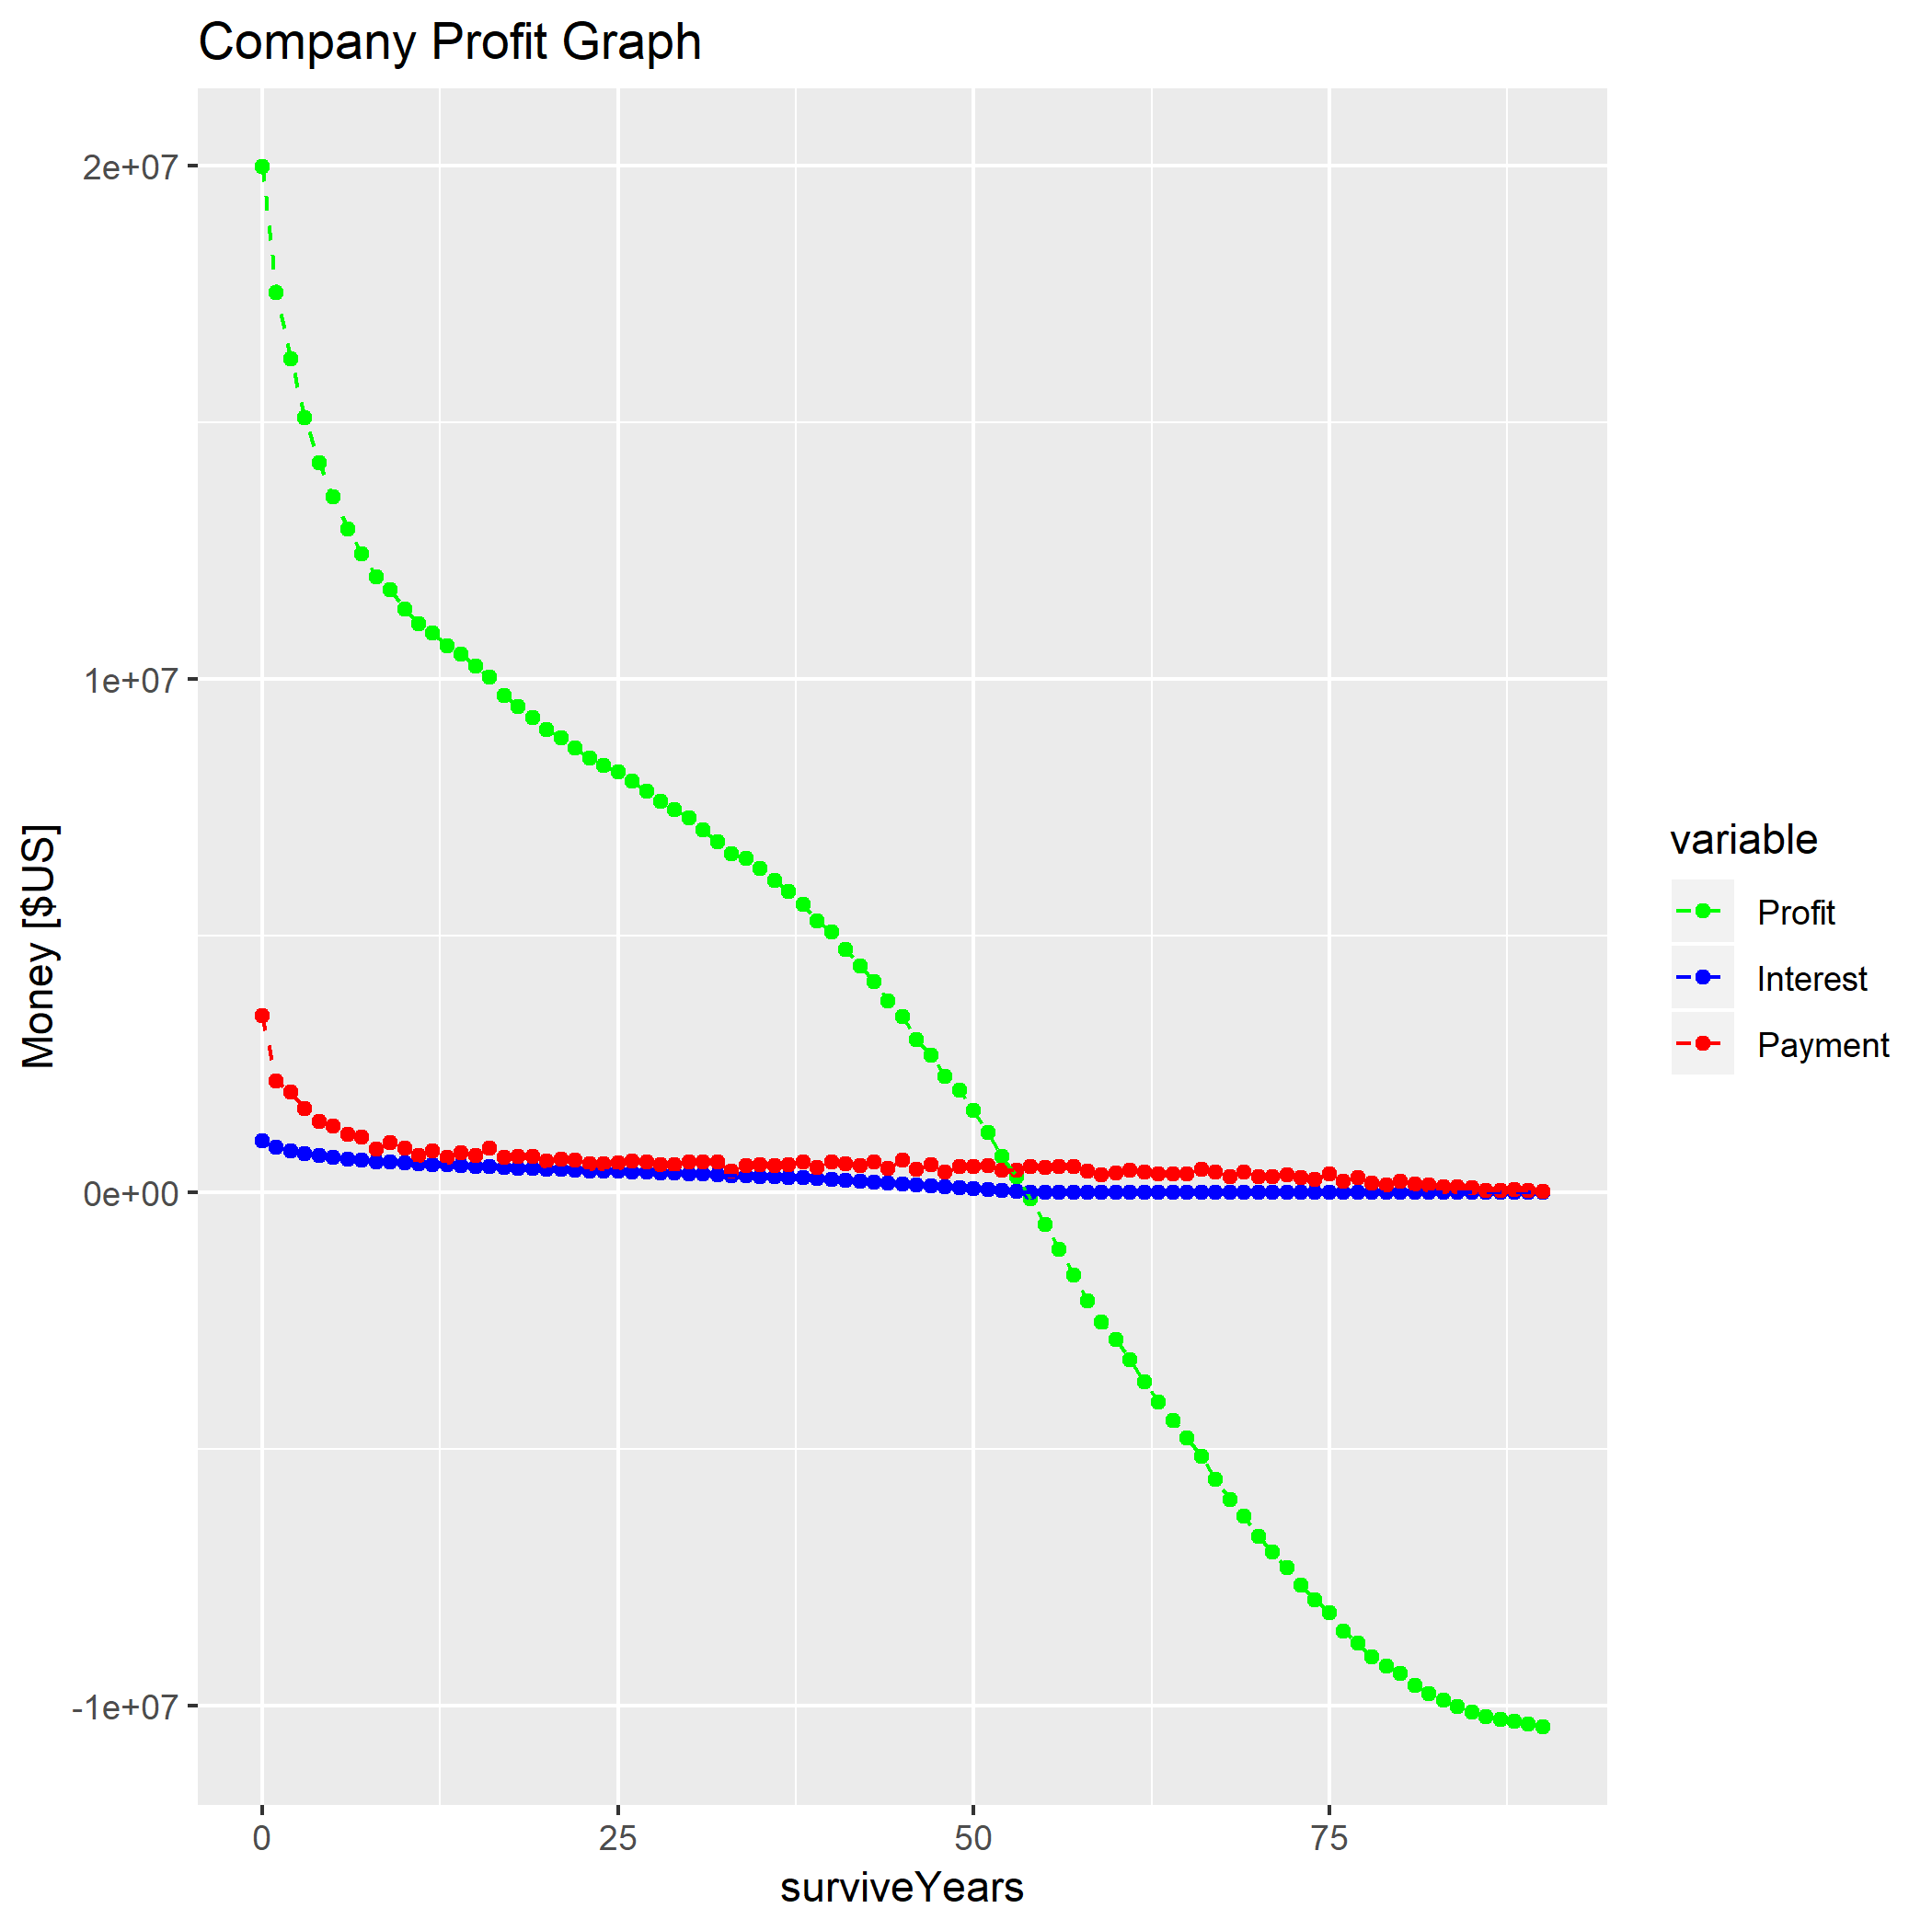 Company Profit Graph
2e+07
1e+07
0e+00
-1e+07
Money [$US]
0
25
50
75
surviveYears
variable
Profit
Interest
Payment